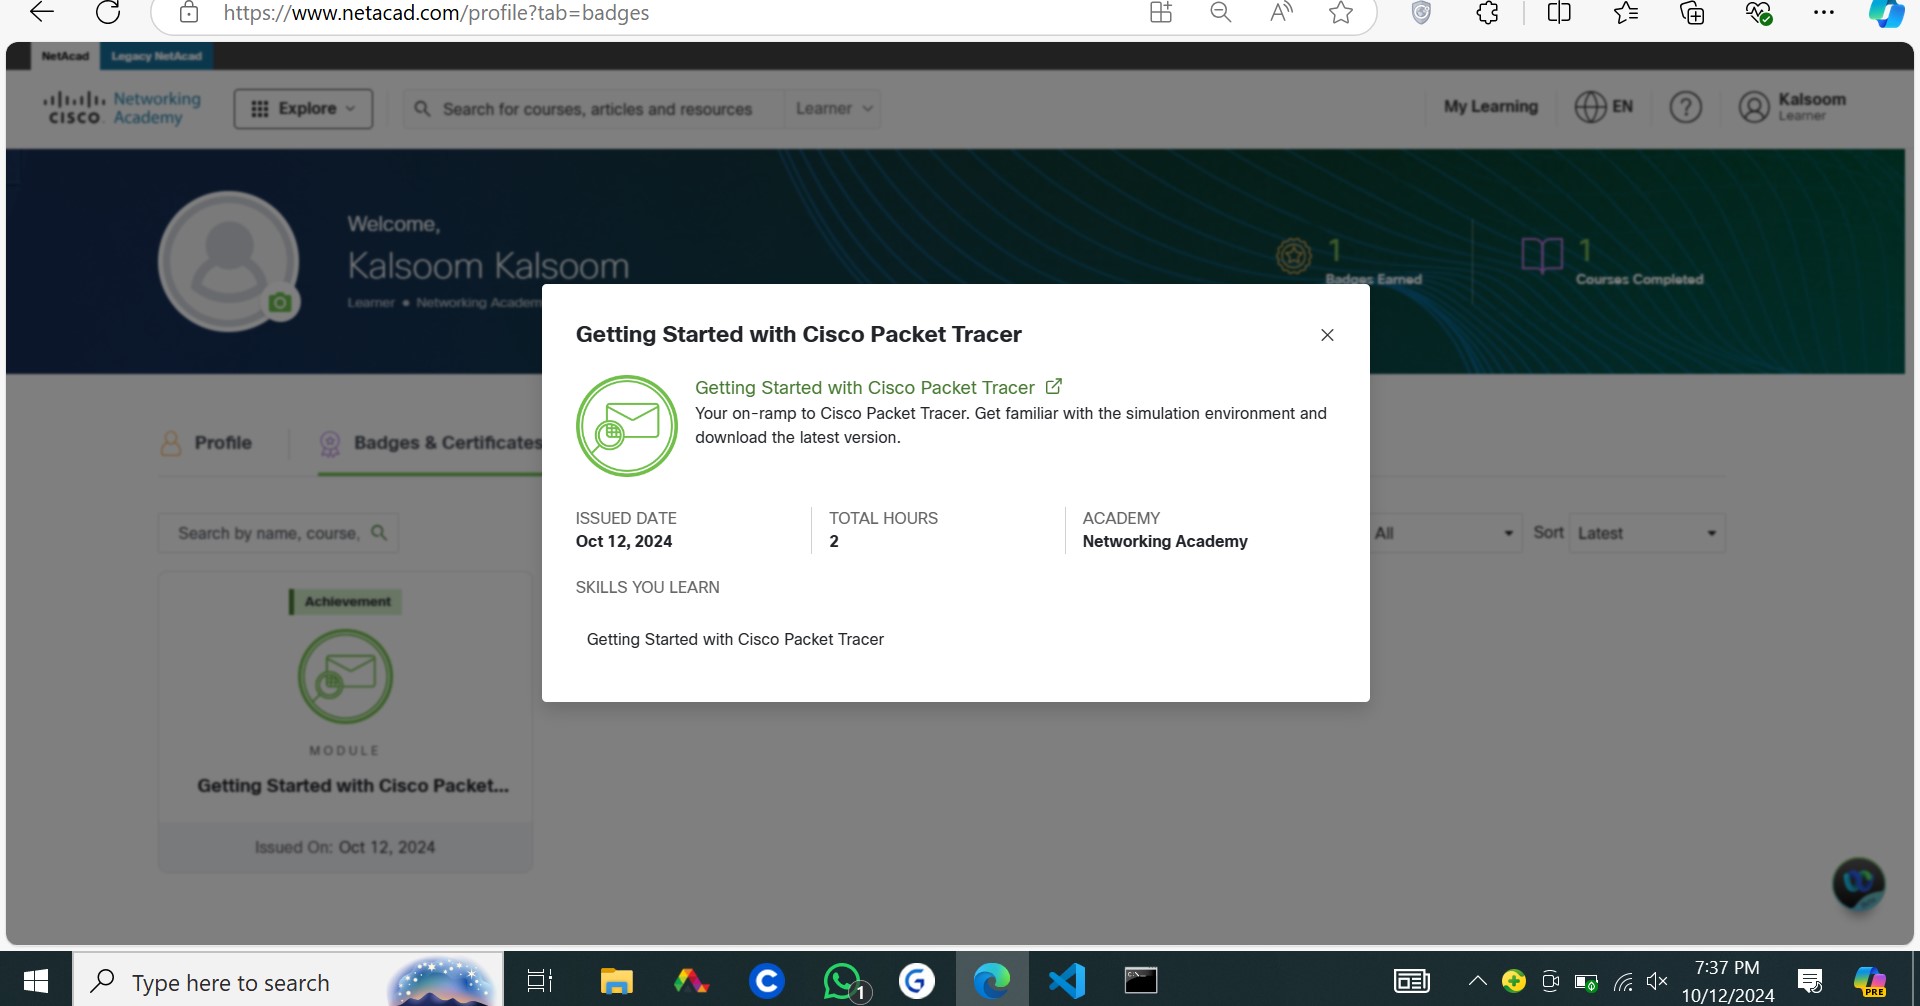 https://www.netacad.com/profile?tab=badges
NetAcad
Legacy NetAcad
CISCO Networking Academy
Explore
Search for courses, articles and resources
Learner
My Learning
EN
?
Kalsoom
Learner
Welcome,
Kalsoom Kalsoom
Learner • Networking Academ
1
Badges Earned
1
Courses Completed
Getting Started with Cisco Packet Tracer
Getting Started with Cisco Packet Tracer
Your on-ramp to Cisco Packet Tracer. Get familiar with the simulation environment and
download the latest version.
ISSUED DATE
Oct 12, 2024
TOTAL HOURS
2
ACADEMY
Networking Academy
SKILLS YOU LEARN
Getting Started with Cisco Packet Tracer
Profile
Badges & Certificates
Search by name, course,
All
Sort
Latest
Achievement
MODULE
Getting Started with Cisco Packet...
Issued On: Oct 12, 2024
Type here to search
1
7:37 PM
10/12/2024
PRE